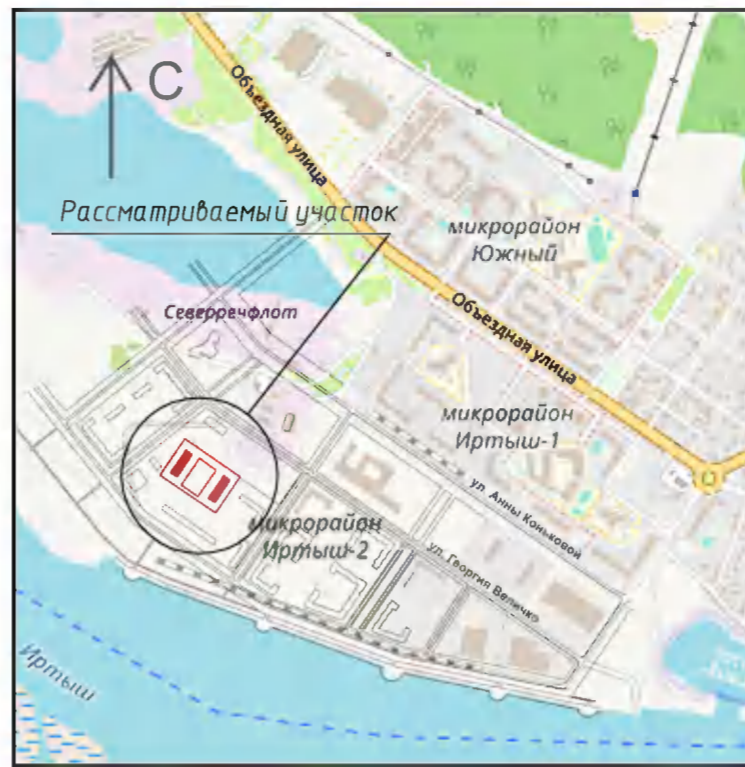 С
Объездная улица
Рассматриваемый участок
микрорайон
Южный
Северречфлот
Объездная улица
микрорайон
Иртыш-1
ул. Анны Коньковой
микрорайон
Иртыш-2
ул. Георгия Величко
Иртыш